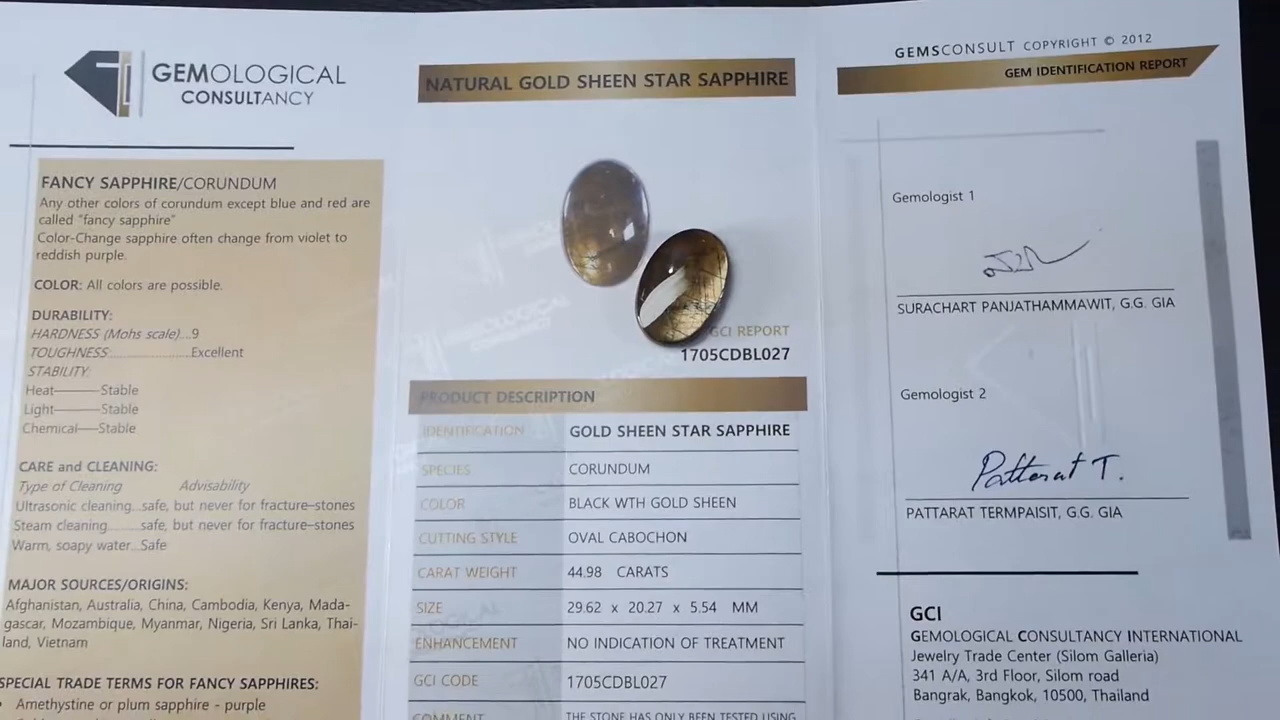 GEMOLOGICAL
CONSULTANCY
FANCY SAPPHIRE/CORUNDUM
Any other colors of corundum except blue and red are
called "fancy sapphire"
Color-Change sapphire often change from violet to
reddish purple.
COLOR: All colors are possible.
DURABILITY:
HARDNESS (Mohs scale)....9
TOUGHNESS........................Excellent
STABILITY:
Heat———Stable
Light———Stable
Chemical——Stable
CARE and CLEANING:
Type of Cleaning Advisability
Ultrasonic cleaning...safe, but never for fracture–stones
Steam cleaning.........safe, but never for fracture–stones
Warm, soapy water...Safe
MAJOR SOURCES/ORIGINS:
Afghanistan, Australia, China, Cambodia, Kenya, Mada-
gascar, Mozambique, Myanmar, Nigeria, Sri Lanka, Thai-
land, Vietnam
SPECIAL TRADE TERMS FOR FANCY SAPPHIRES:
• Amethystine or plum sapphire - purple
NATURAL GOLD SHEEN STAR SAPPHIRE
GCI REPORT
1705CDBL027
PRODUCT DESCRIPTION
IDENTIFICATION GOLD SHEEN STAR SAPPHIRE
SPECIES CORUNDUM
COLOR BLACK WTH GOLD SHEEN
CUTTING STYLE OVAL CABOCHON
CARAT WEIGHT 44.98 CARATS
SIZE 29.62 x 20.27 x 5.54 MM
ENHANCEMENT NO INDICATION OF TREATMENT
GCI CODE 1705CDBL027
COMMENT THE STONE HAS ONLY BEEN TESTED USING
GEMSCONSULT COPYRIGHT © 2012
GEM IDENTIFICATION REPORT
Gemologist 1
SURACHART PANJATHAMMAWIT, G.G. GIA
Gemologist 2
Pattarat T.
PATTARAT TERMPAISIT, G.G. GIA
GCI
GEMOLOGICAL CONSULTANCY INTERNATIONAL
Jewelry Trade Center (Silom Galleria)
341 A/A, 3rd Floor, Silom road
Bangrak, Bangkok, 10500, Thailand